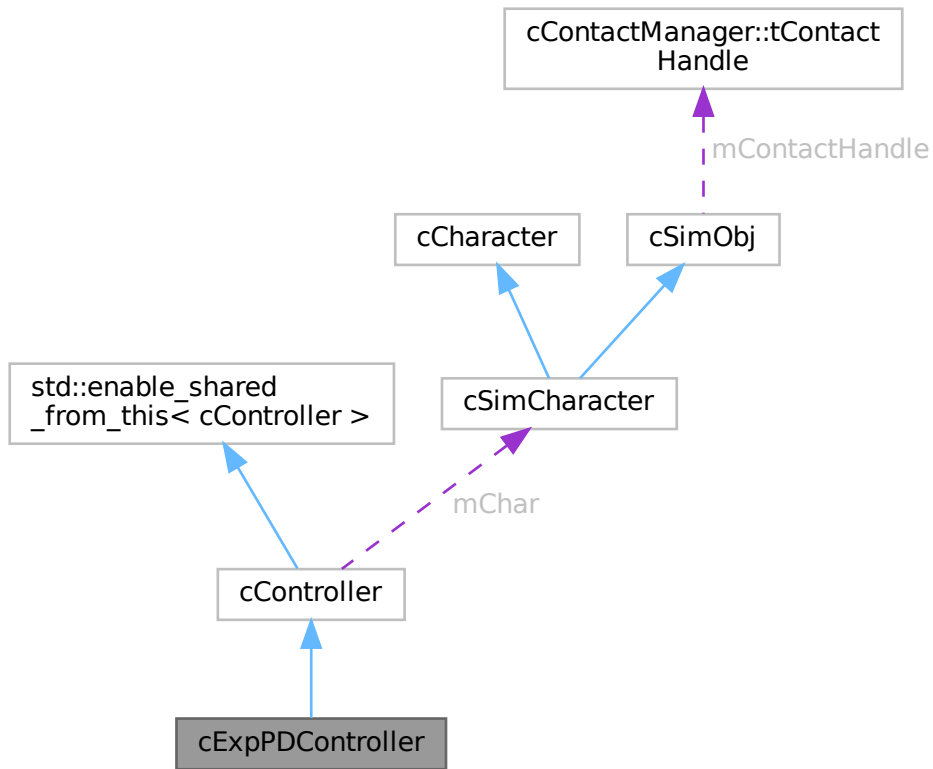 cContactManager::tContact
Handle
mContactHandle
cCharacter
cSimObj
std::enable_shared
_from_this< cController >
cSimCharacter
mChar
cController
cExpPDController